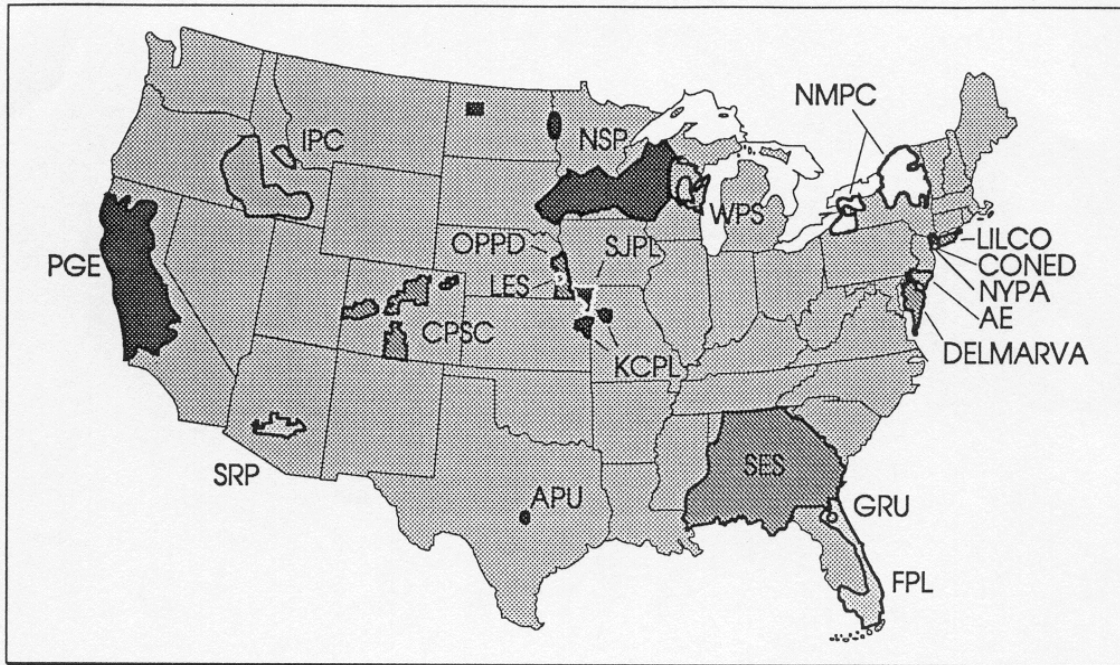 NMPC
IPC
NSP
WPS
OPPD
SJPL
LILCO
PGE
LES
CONED
NYPA
CPSC
AE
KCPL
DELMARVA
SRP
SES
APU
GRU
FPL